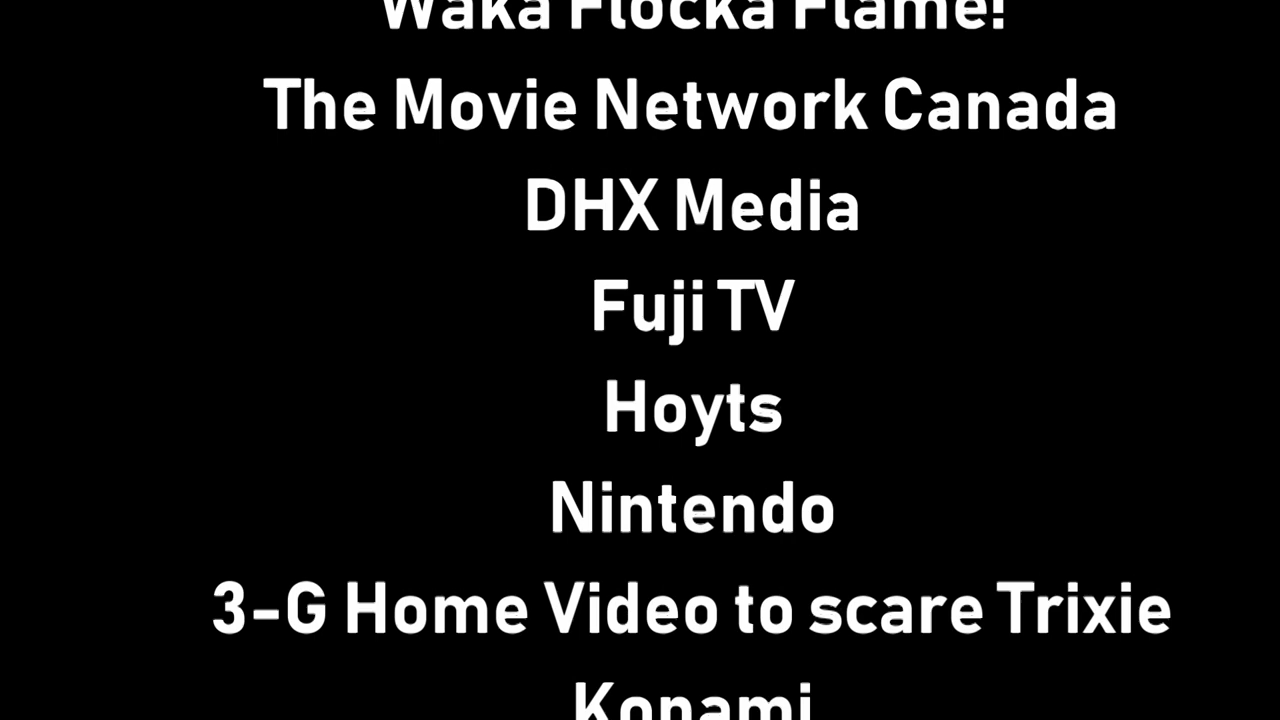 Waka Flocka Flame!
The Movie Network Canada
DHX Media
Fuji TV
Hoyts
Nintendo
3-G Home Video to scare Trixie
Konami